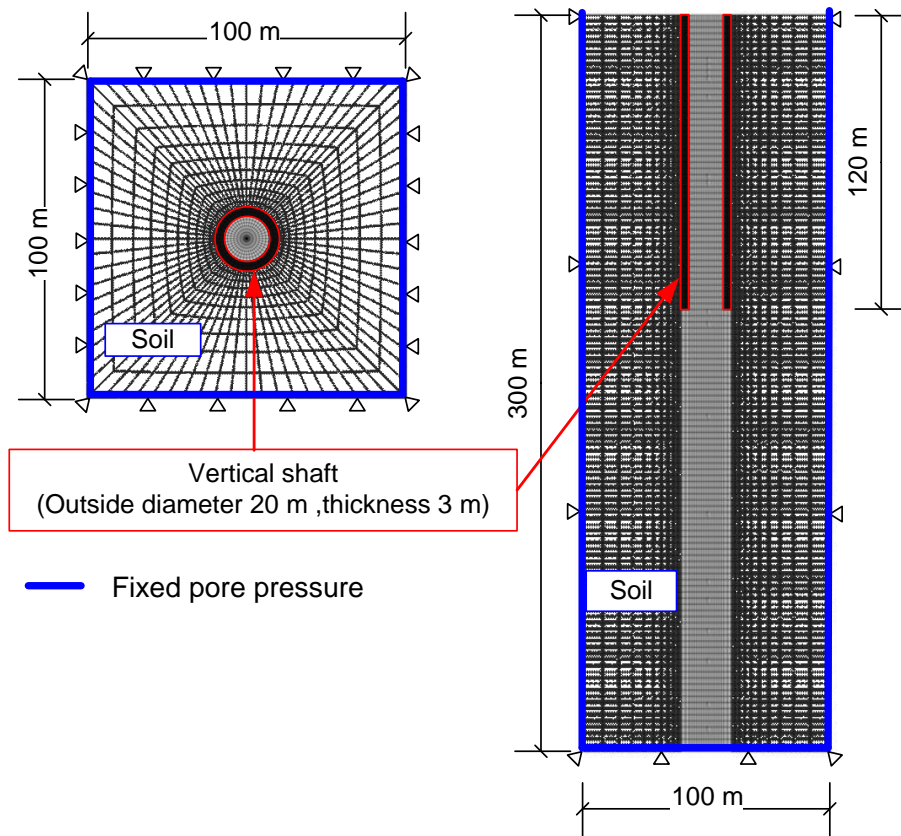 100 m
100 m
Soil
Vertical shaft
(Outside diameter 20 m ,thickness 3 m)
Fixed pore pressure
300 m
120 m
Soil
100 m